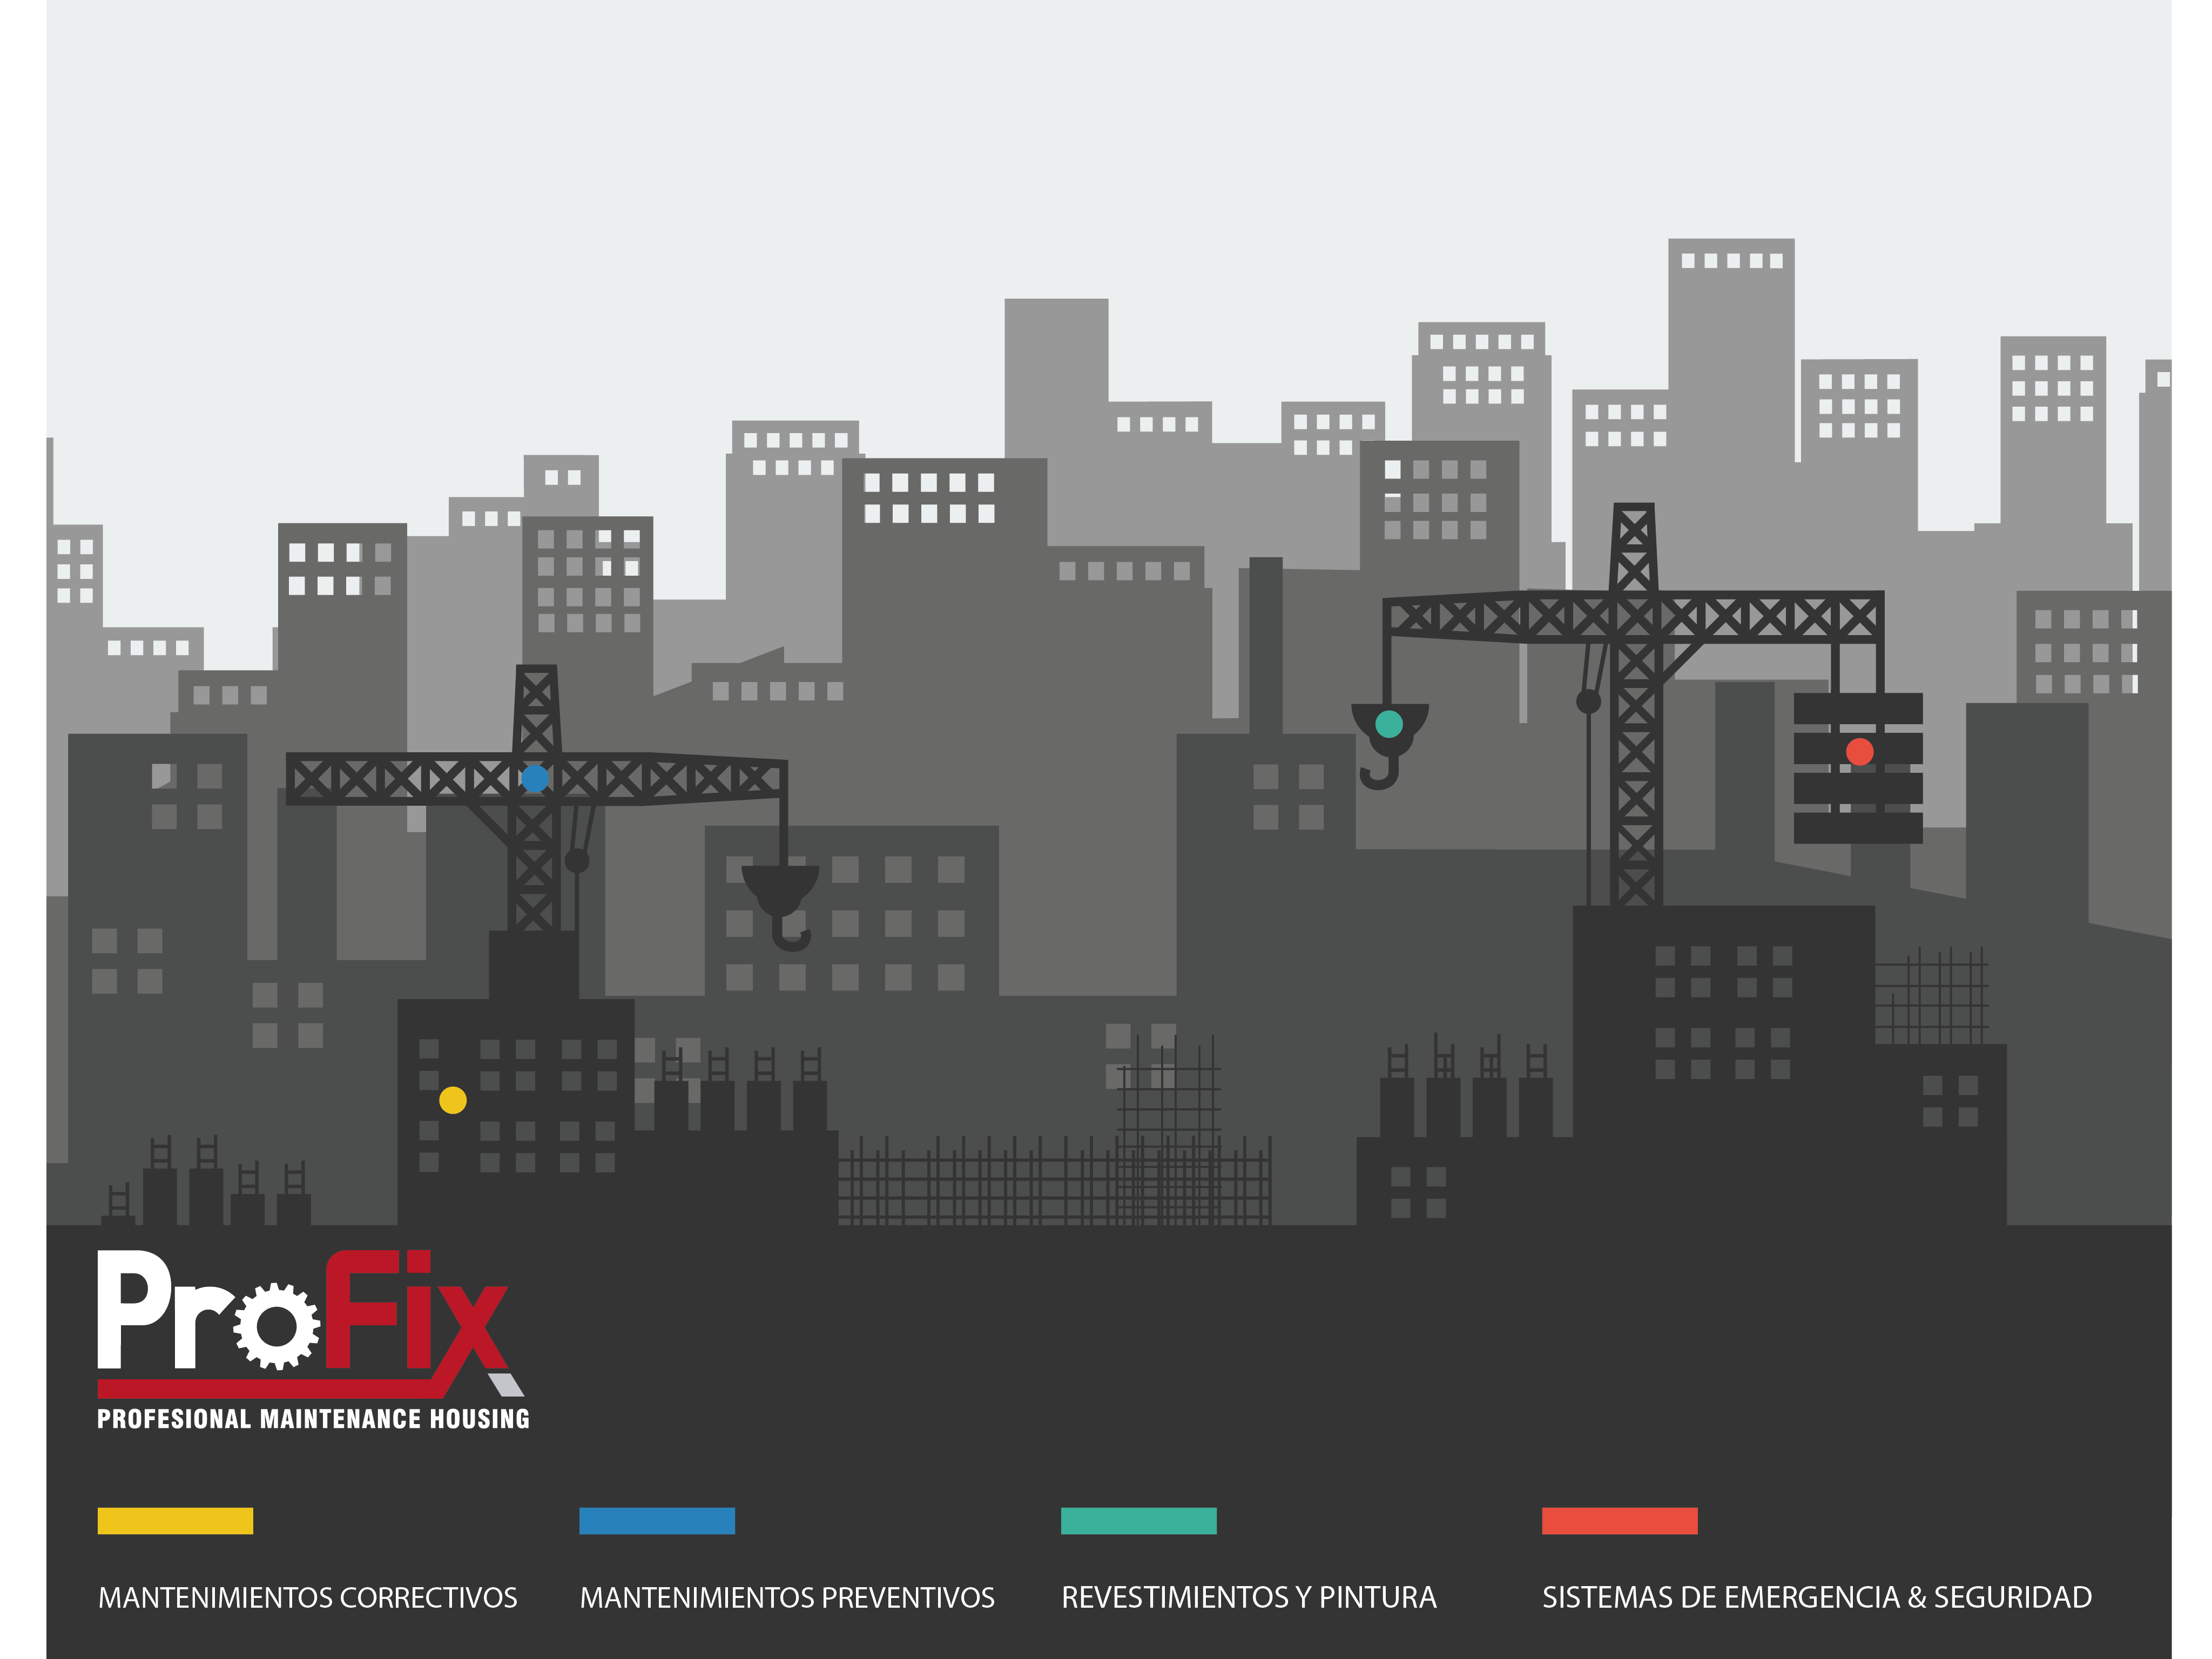 ProFix
PROFESIONAL MAINTENANCE HOUSING
MANTENIMIENTOS CORRECTIVOS
MANTENIMIENTOS PREVENTIVOS
REVESTIMIENTOS Y PINTURA
SISTEMAS DE EMERGENCIA & SEGURIDAD